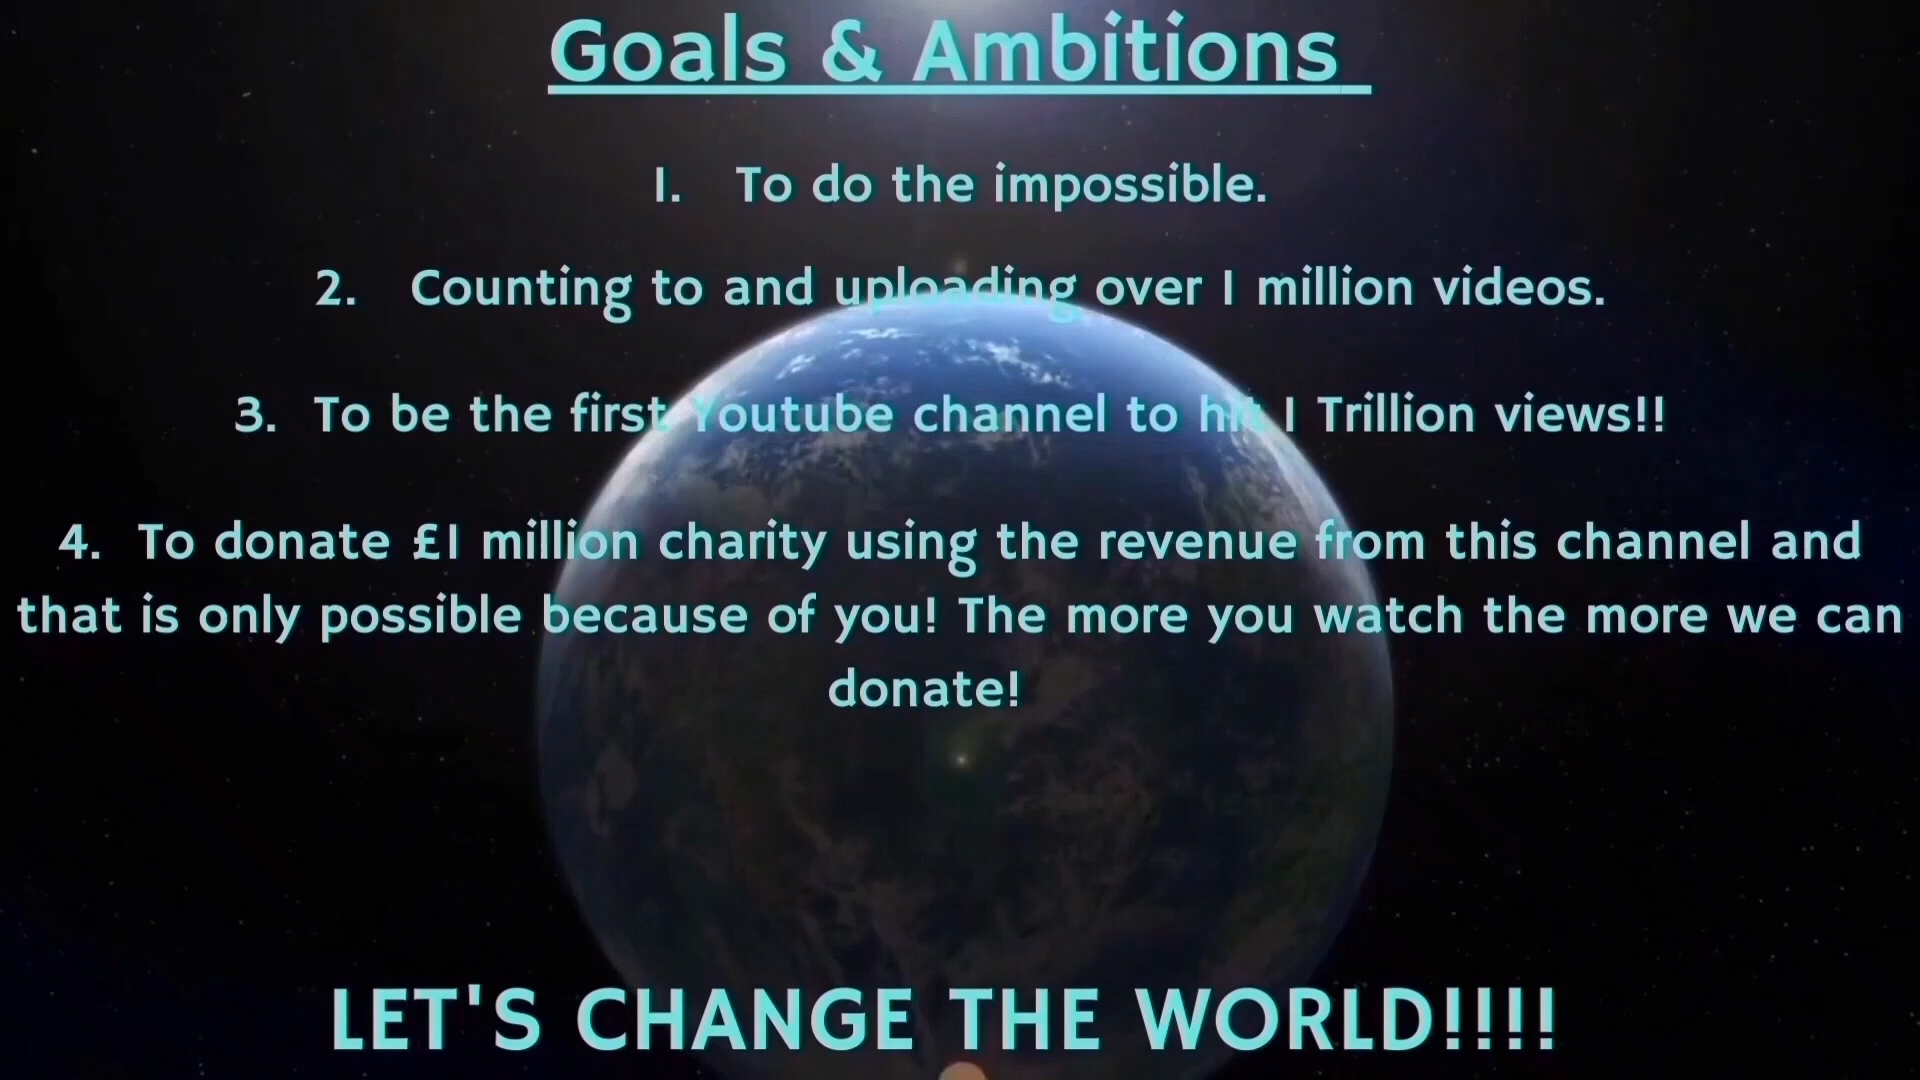 Goals & Ambitions
1. To do the impossible.
2. Counting to and uploading over 1 million videos.
3. To be the first Youtube channel to hit 1 Trillion views!!
4. To donate £1 million charity using the revenue from this channel and
that is only possible because of you! The more you watch the more we can
donate!
LET'S CHANGE THE WORLD!!!!